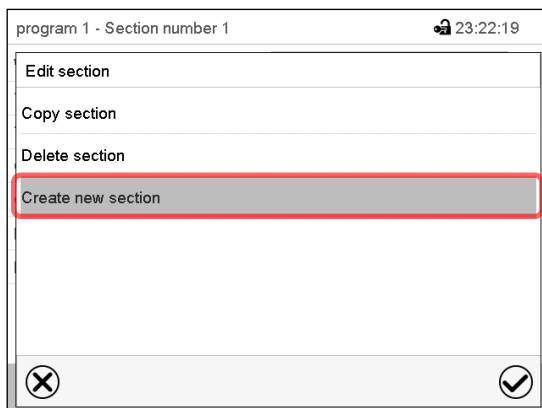 program 1 - Section number 1 23:22:19
Edit section
Copy section
Delete section
Create new section